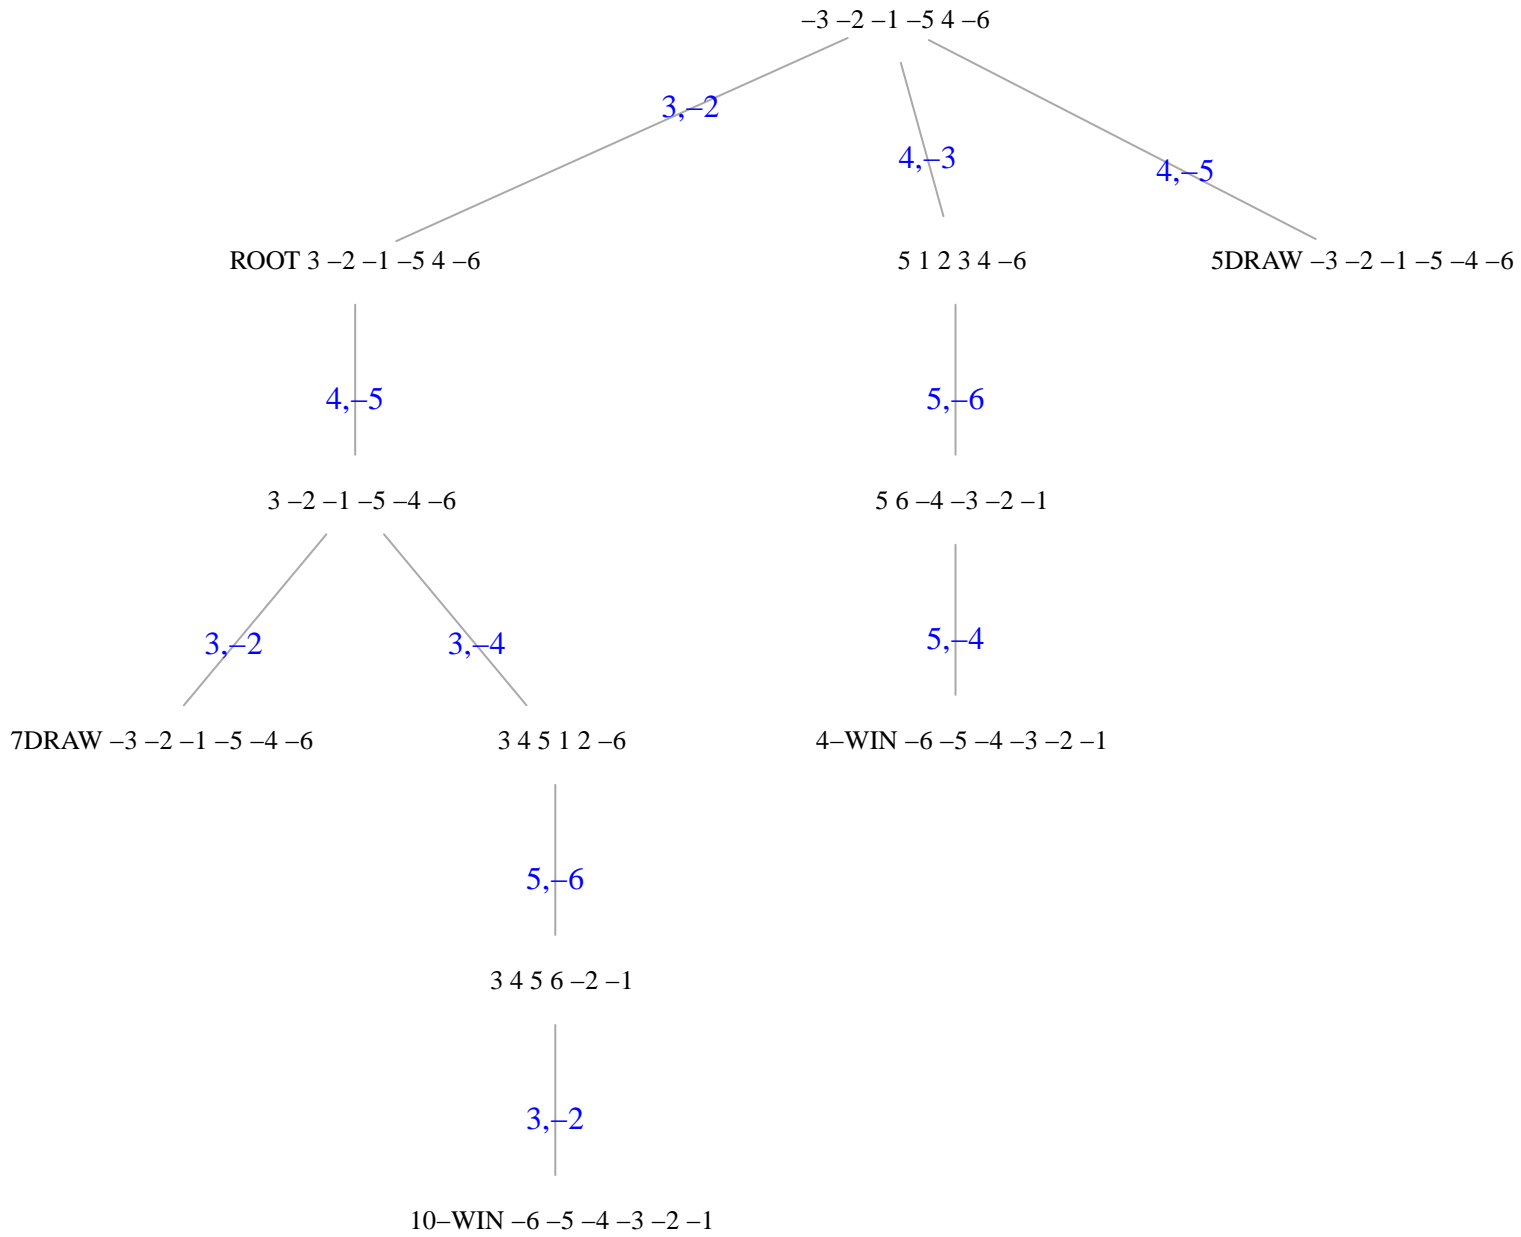 –3 –2 –1 –5 4 –6
3,–2
4,–3
4,–5
ROOT 3 –2 –1 –5 4 –6
5 1 2 3 4 –6
5DRAW –3 –2 –1 –5 –4 –6
4,–5
5,–6
3 –2 –1 –5 –4 –6
5 6 –4 –3 –2 –1
3,–2
3,–4
5,–4
7DRAW –3 –2 –1 –5 –4 –6
3 4 5 1 2 –6
4–WIN –6 –5 –4 –3 –2 –1
5,–6
3 4 5 6 –2 –1
3,–2
10–WIN –6 –5 –4 –3 –2 –1